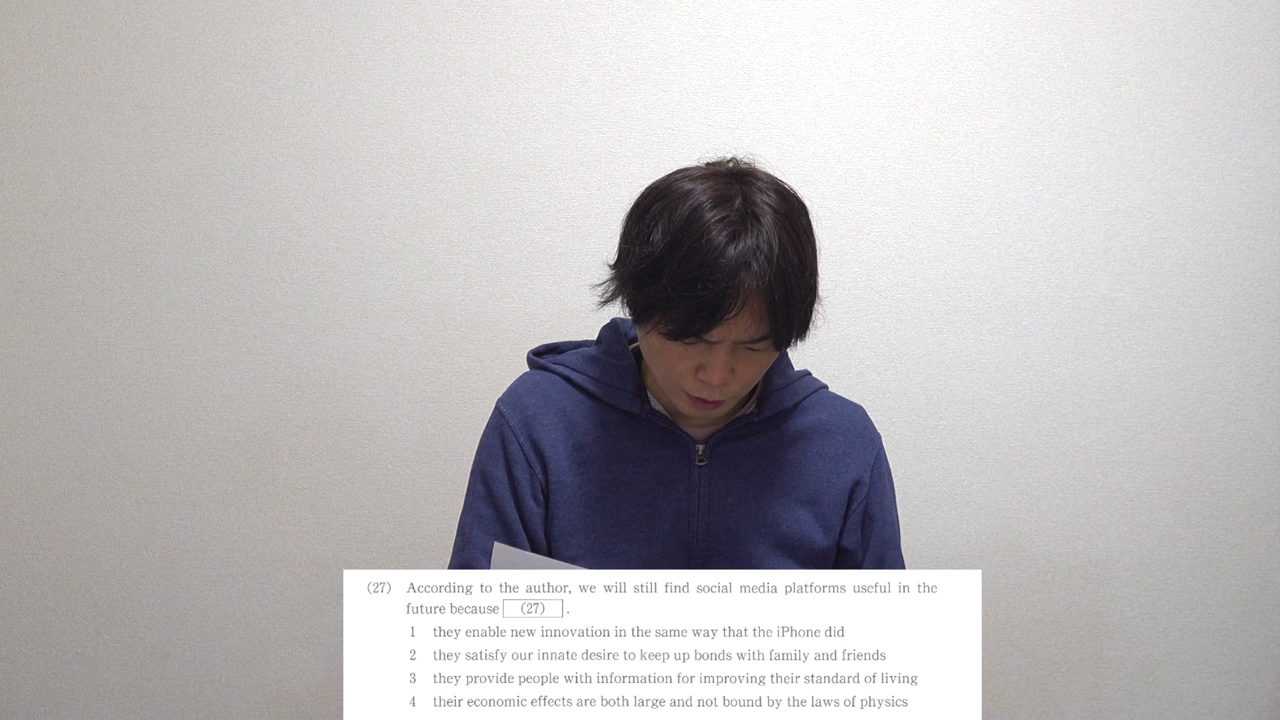 (27) According to the author, we will still find social media platforms useful in the
future because (27) .
1 they enable new innovation in the same way that the iPhone did
2 they satisfy our innate desire to keep up bonds with family and friends
3 they provide people with information for improving their standard of living
4 their economic effects are both large and not bound by the laws of physics